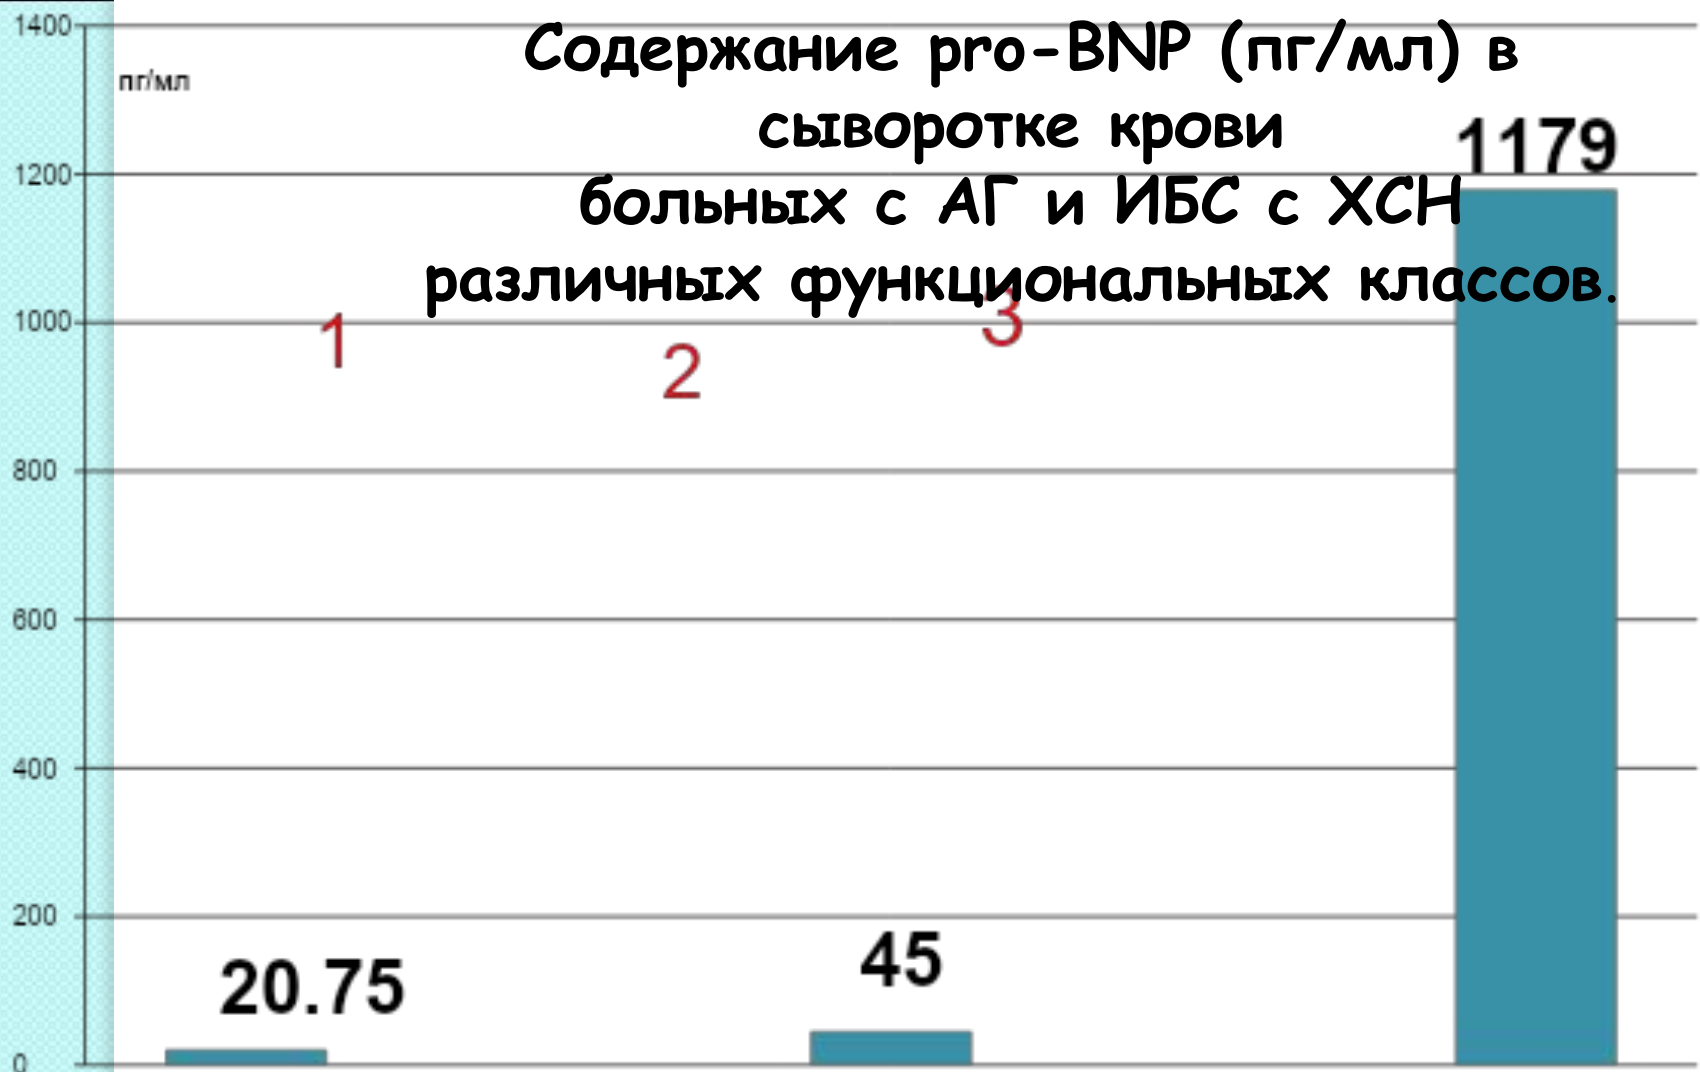 Содержание pro-BNP (пг/мл) в
сыворотке крови
больных с АГ и ИБС с ХСН
различных функциональных классов.
1400
пг/мл
1200
1000
800
600
400
200
0
1
2
3
20.75
45
1179